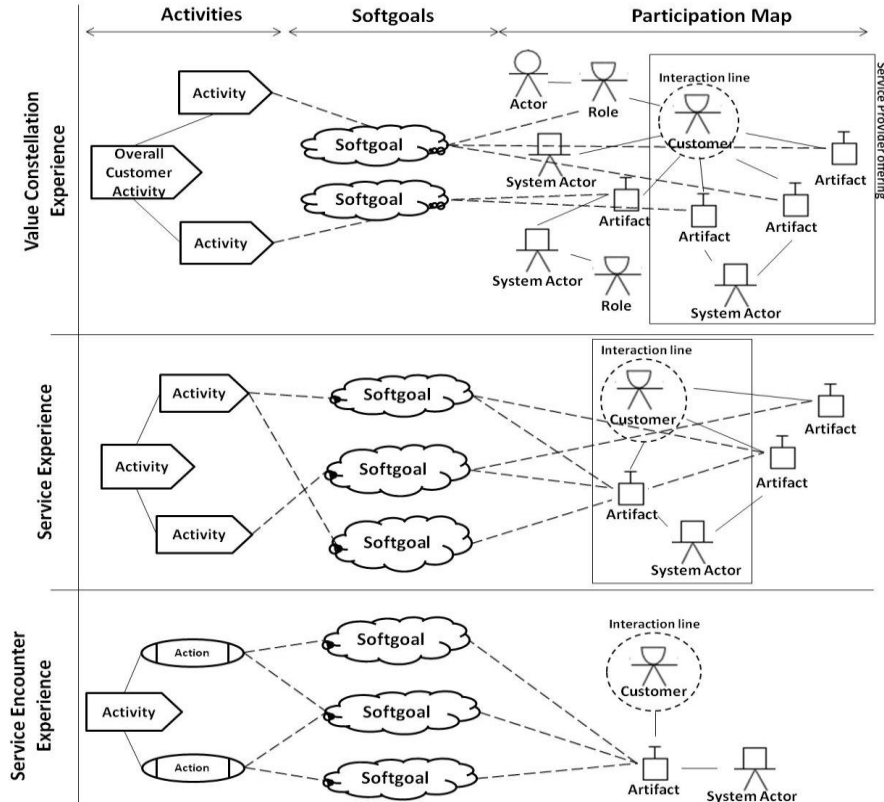 Activities
Softgoals
Participation Map
Value Constellation
Experience
Activity
Overall
Customer
Activity
Activity
Softgoal
Softgoal
Actor
Role
Interaction line
Customer
System Actor
Artifact
Artifact
Artifact
Artifact
System Actor
Role
System Actor
Service Provider offering
Service Experience
Activity
Activity
Activity
Softgoal
Softgoal
Softgoal
Interaction line
Customer
Artifact
Artifact
Artifact
System Actor
Service Encounter
Experience
Action
Activity
Action
Softgoal
Softgoal
Softgoal
Interaction line
Customer
Artifact
System Actor